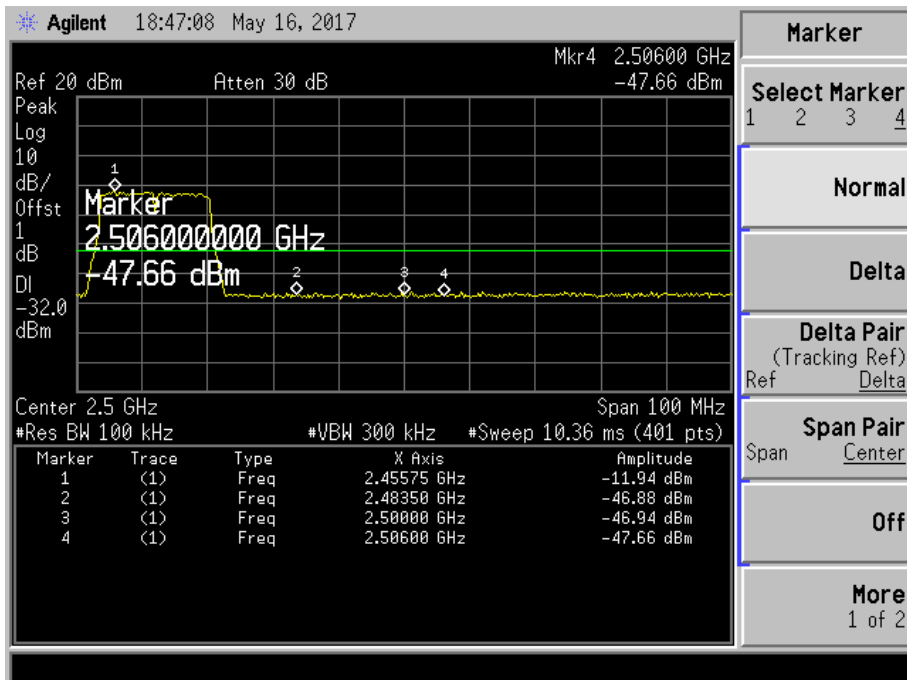 Agilent 18:47:08 May 16, 2017
Mkr4 2.50600 GHz
Ref 20 dBm Atten 30 dB -47.66 dBm
Peak
Log
10
dB/
Offst
1
dB
DI
-32.0
dBm
1
Marker
2.506000000 GHz
-47.66 dBm
2 3 4
Center 2.5 GHz Span 100 MHz
#Res BW 100 kHz #VBW 300 kHz #Sweep 10.36 ms (401 pts)
Marker Trace Type X Axis Amplitude
1 (1) Freq 2.45575 GHz -11.94 dBm
2 (1) Freq 2.48350 GHz -46.88 dBm
3 (1) Freq 2.50000 GHz -46.94 dBm
4 (1) Freq 2.50600 GHz -47.66 dBm
Marker
Select Marker
1 2 3 4
Normal
Delta
Delta Pair
(Tracking Ref)
Ref Delta
Span Pair
Span Center
Off
More
1 of 2